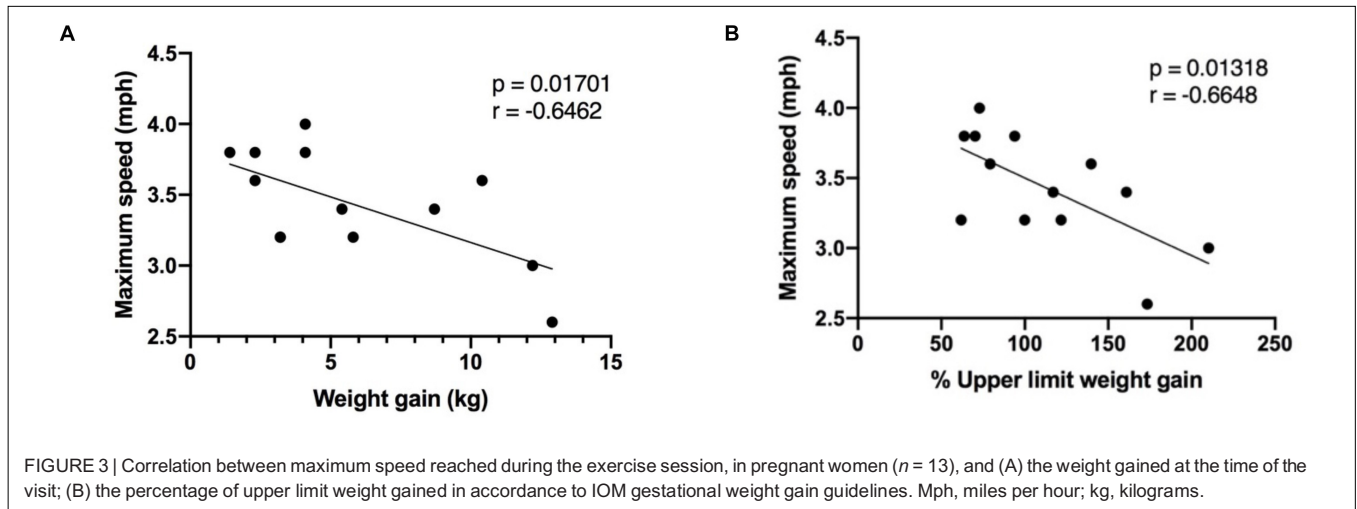 A
4.5
4.0
3.5
3.0
2.5
Maximum speed (mph)
p = 0.01701
r = -0.6462
0
5
10
15
Weight gain (kg)
B
4.5
4.0
3.5
3.0
2.5
Maximum speed (mph)
p = 0.01318
r = -0.6648
0
50
100
150
200
250
% Upper limit weight gain
FIGURE 3 | Correlation between maximum speed reached during the exercise session, in pregnant women (n = 13), and (A) the weight gained at the time of the
visit; (B) the percentage of upper limit weight gained in accordance to IOM gestational weight gain guidelines. Mph, miles per hour; kg, kilograms.